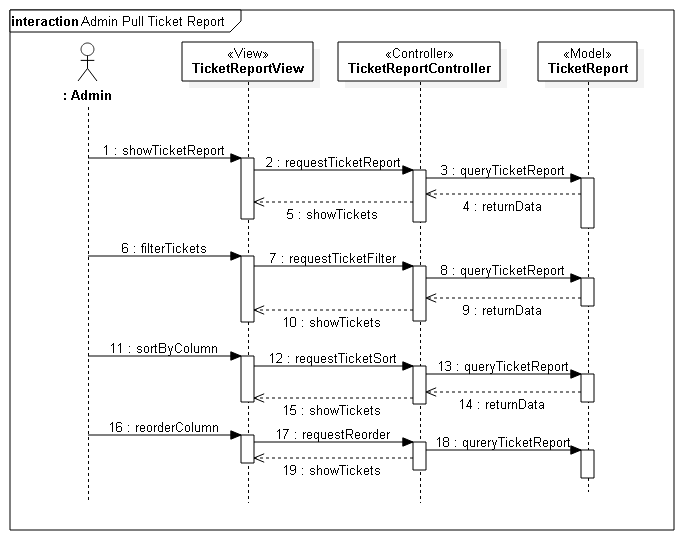 interaction Admin Pull Ticket Report
«View»
TicketReportView
«Controller»
TicketReportController
«Model»
TicketReport
: Admin
1 : showTicketReport
2 : requestTicketReport
3 : queryTicketReport
4 : returnData
5 : showTickets
6 : filterTickets
7 : requestTicketFilter
8 : queryTicketReport
9 : returnData
10 : showTickets
11 : sortByColumn
12 : requestTicketSort
13 : queryTicketReport
14 : returnData
15 : showTickets
16 : reorderColumn
17 : requestReorder
18 : qureryTicketReport
19 : showTickets